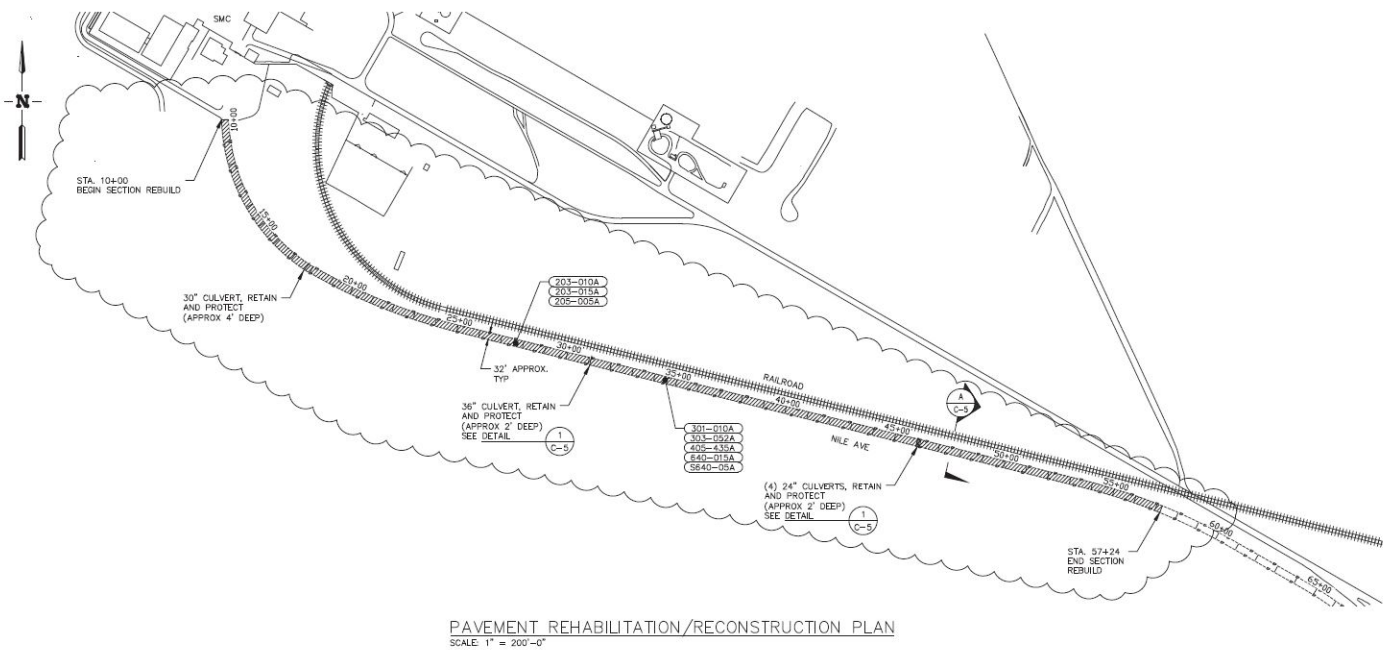 SMC
N
10+00
STA. 10+00
BEGIN SECTION REBUILD
15+00
20+00
30" CULVERT, RETAIN
AND PROTECT
(APPROX 4' DEEP)
25+00
203-010A
203-015A
205-005A
30+00
32' APPROX.
TYP
36" CULVERT, RETAIN
AND PROTECT
(APPROX 2' DEEP)
SEE DETAIL
1
C-5
35+00
RAILROAD
301-010A
303-052A
405-435A
640-015A
S640-05A
40+00
NILE AVE
45+00
A
C-5
(4) 24" CULVERTS, RETAIN
AND PROTECT
(APPROX 2' DEEP)
SEE DETAIL
1
C-5
50+00
55+00
STA. 57+24
END SECTION
REBUILD
60+00
65+00
PAVEMENT REHABILITATION/RECONSTRUCTION PLAN
SCALE: 1" = 200'-0"